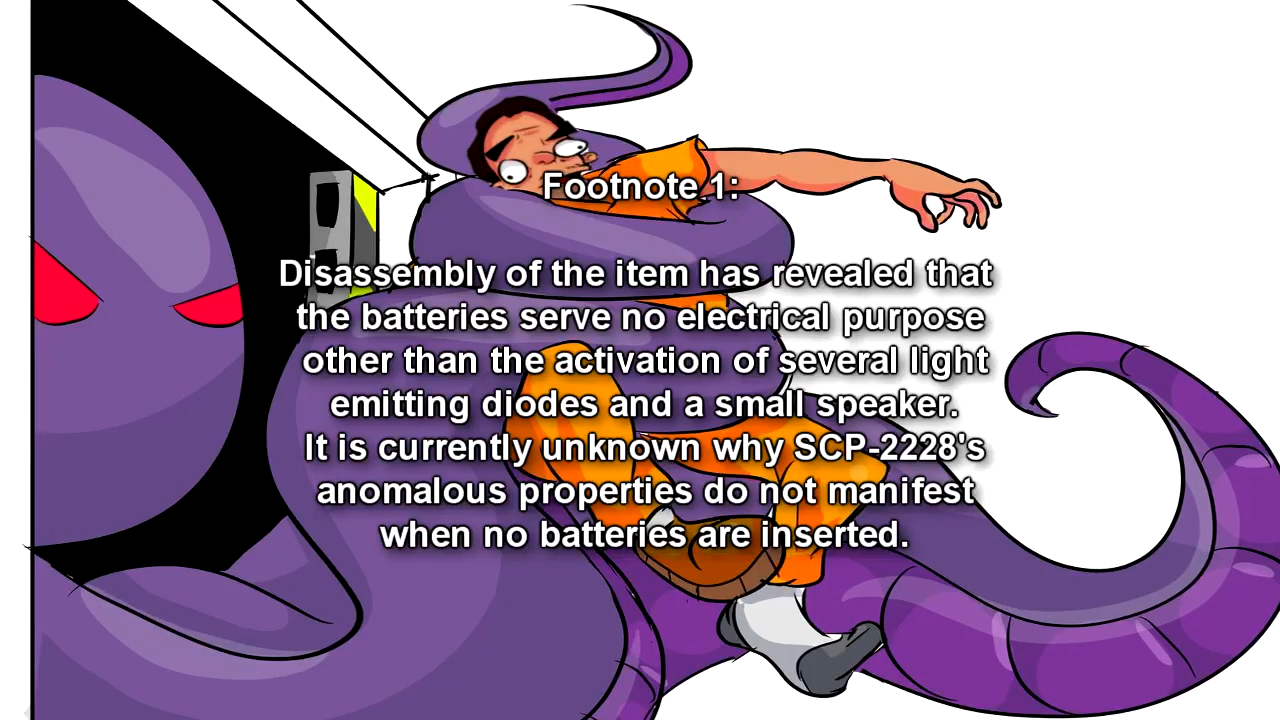 Footnote 1:
Disassembly of the item has revealed that
the batteries serve no electrical purpose
other than the activation of several light
emitting diodes and a small speaker.
It is currently unknown why SCP-2228's
anomalous properties do not manifest
when no batteries are inserted.